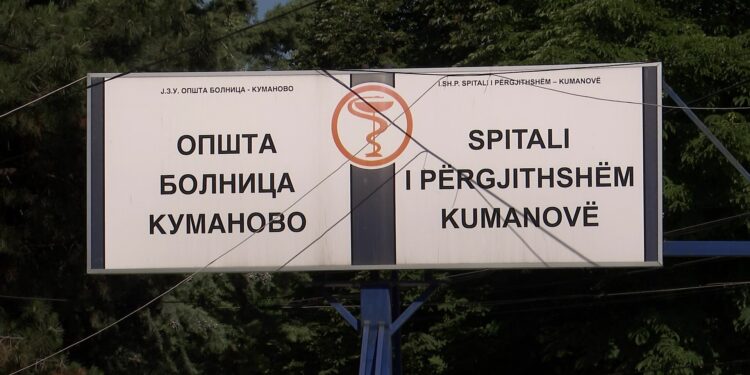 Ј.З.У. ОПШТА БОЛНИЦА - КУМАНОВО
ОПШТА
БОЛНИЦА
КУМАНОВО
I.SH.P. SPITALI I PËRGJITHSHËM – KUMANOVË
SPITALI
I PËRGJITHSHËM
KUMANOVË